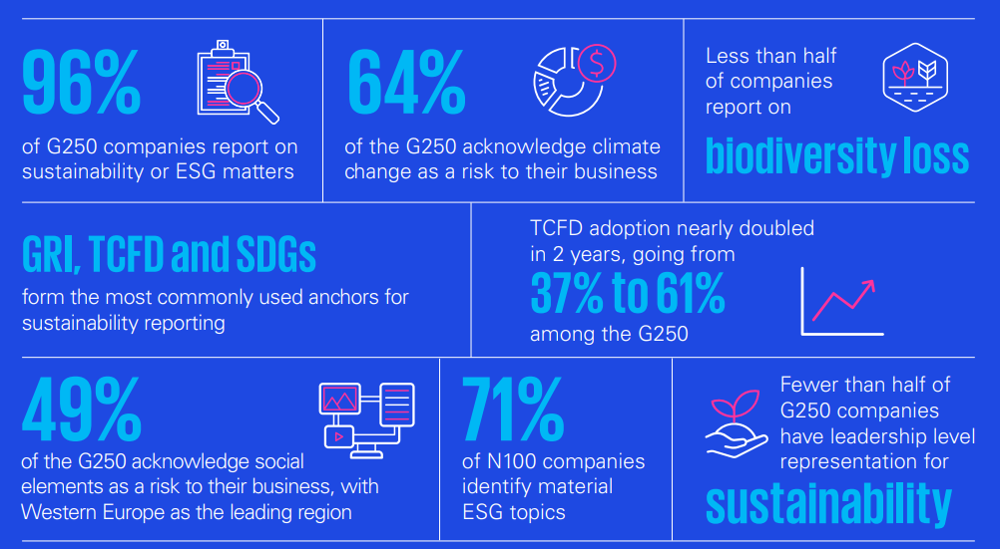 96%
of G250 companies report on
sustainability or ESG matters
64%
of the G250 acknowledge climate
change as a risk to their business
Less than half
of companies
report on
biodiversity loss
GRI, TCFD and SDGs
form the most commonly used anchors for
sustainability reporting
TCFD adoption nearly doubled
in 2 years, going from
37% to 61%
among the G250
49%
of the G250 acknowledge social
elements as a risk to their business, with
Western Europe as the leading region
71%
of N100 companies
identify material
ESG topics
Fewer than half of
G250 companies
have leadership level
representation for
sustainability